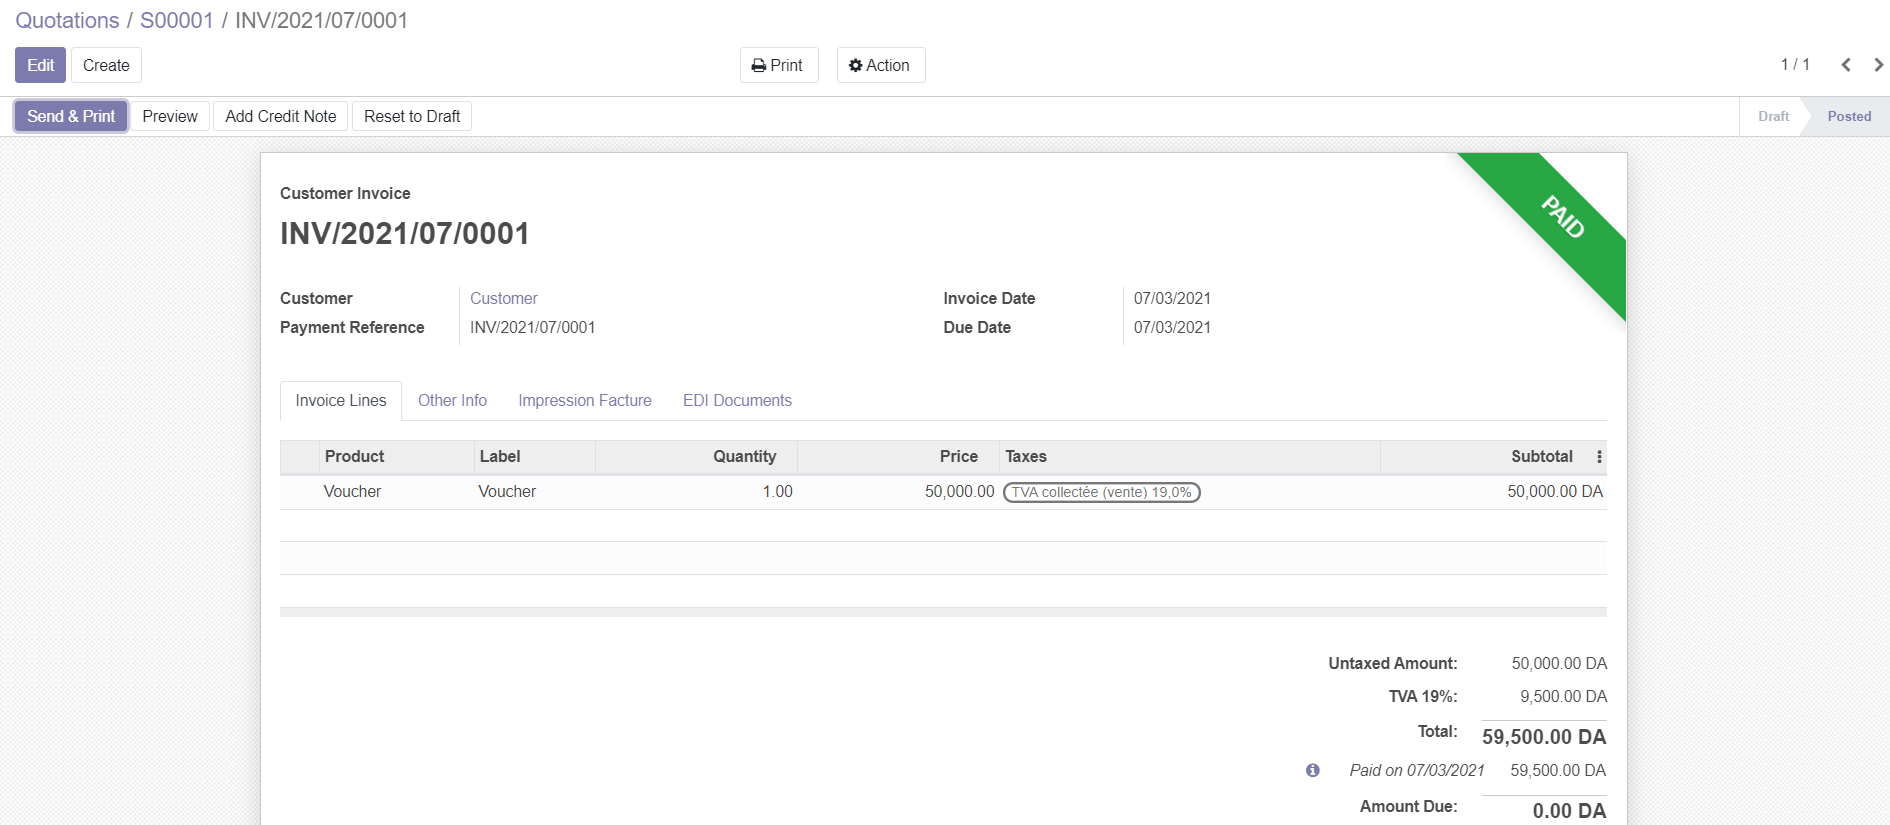 Quotations / S00001 / INV/2021/07/0001
Edit Create Print Action 1 / 1
Send & Print Preview Add Credit Note Reset to Draft Draft Posted
PAID
Customer Invoice
INV/2021/07/0001
Customer Customer Invoice Date 07/03/2021
Payment Reference INV/2021/07/0001 Due Date 07/03/2021
Invoice Lines Other Info Impression Facture EDI Documents
Product Label Quantity Price Taxes Subtotal
Voucher Voucher 1.00 50,000.00 TVA collectée (vente) 19,0% 50,000.00 DA
Untaxed Amount: 50,000.00 DA
TVA 19%: 9,500.00 DA
Total: 59,500.00 DA
Paid on 07/03/2021 59,500.00 DA
Amount Due: 0.00 DA